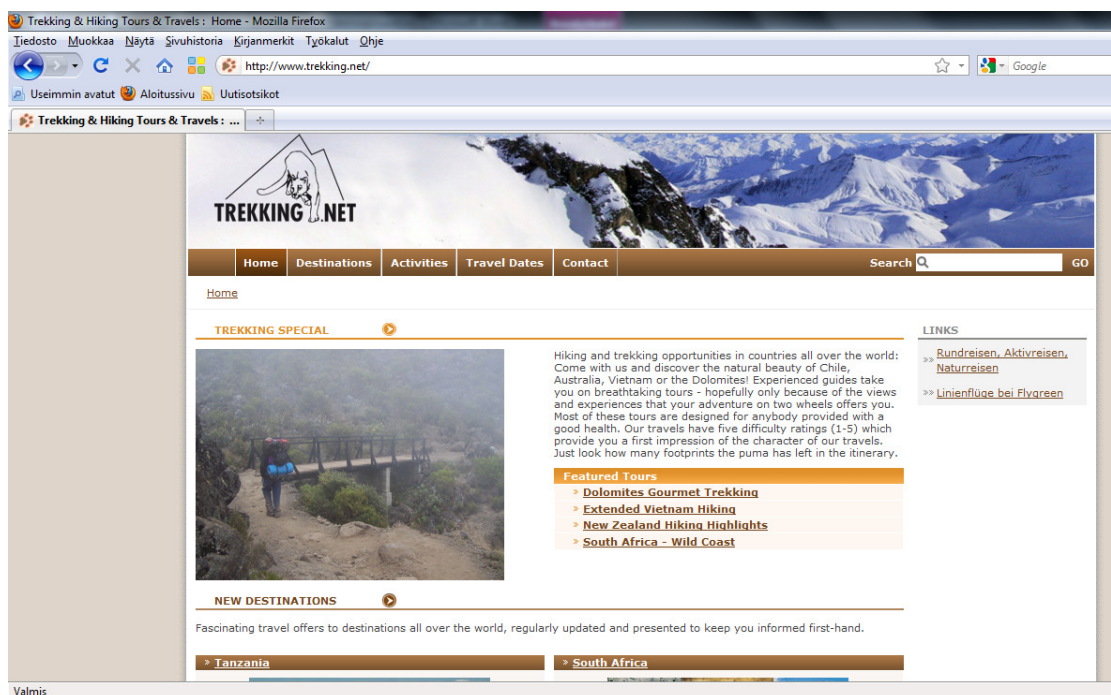 Trekking & Hiking Tours & Travels : Home - Mozilla Firefox
Tiedosto Muokkaa Näytä Sivuhistoria Kirjanmerkit Työkalut Ohje
http://www.trekking.net/ Google
Useimmin avatut Aloitussivu Uutisotsikot
Trekking & Hiking Tours & Travels : ...
TREKKING.NET
Home Destinations Activities Travel Dates Contact Search GO
Home
TREKKING SPECIAL
Hiking and trekking opportunities in countries all over the world:
Come with us and discover the natural beauty of Chile,
Australia, Vietnam or the Dolomites! Experienced guides take
you on breathtaking tours - hopefully only because of the views
and experiences that your adventure on two wheels offers you.
Most of these tours are designed for anybody provided with a
good health. Our travels have five difficulty ratings (1-5) which
provide you a first impression of the character of our travels.
Just look how many footprints the puma has left in the itinerary.
Featured Tours
» Dolomites Gourmet Trekking
» Extended Vietnam Hiking
» New Zealand Hiking Highlights
» South Africa - Wild Coast
LINKS
»» Rundreisen, Aktivreisen,
Naturreisen
»» Linienflüge bei Flygreen
NEW DESTINATIONS
Fascinating travel offers to destinations all over the world, regularly updated and presented to keep you informed first-hand.
» Tanzania
» South Africa
Valmis